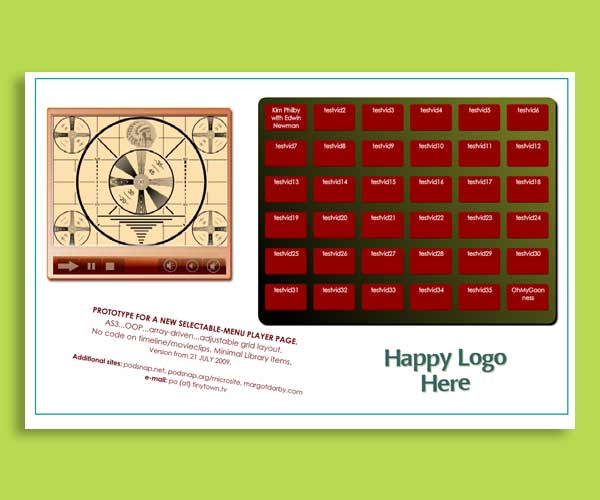 Kim Philby
with Edwin
Newman
testvid2
testvid3
testvid4
testvid5
testvid6
testvid7
testvid8
testvid9
testvid10
testvid11
testvid12
testvid13
testvid14
testvid15
testvid16
testvid17
testvid18
testvid19
testvid20
testvid21
testvid22
testvid23
testvid24
testvid25
testvid26
testvid27
testvid28
testvid29
testvid30
testvid31
testvid32
testvid33
testvid34
testvid35
OhMyGoon
ness
PROTOTYPE FOR A NEW SELECTABLE-MENU PLAYER PAGE.
AS3...OOP...array-driven...adjustable grid layout.
No code on timeline/movieclips. Minimal Library items.
Version from 21 JULY 2009.
Additional sites: podsnap.net, podsnap.org/microsite, margotdarby.com
e-mail: po (at) tinytown.tv
Happy Logo
Here